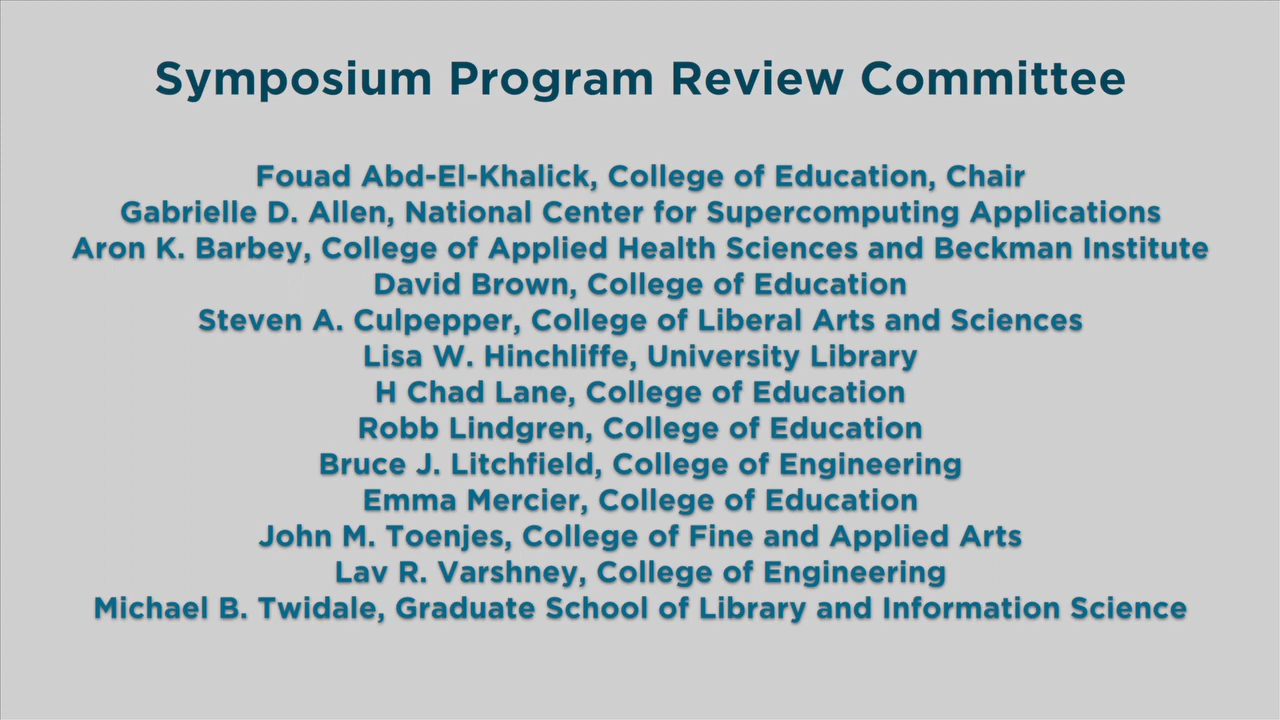 Symposium Program Review Committee
Fouad Abd-El-Khalick, College of Education, Chair
Gabrielle D. Allen, National Center for Supercomputing Applications
Aron K. Barbey, College of Applied Health Sciences and Beckman Institute
David Brown, College of Education
Steven A. Culpepper, College of Liberal Arts and Sciences
Lisa W. Hinchliffe, University Library
H Chad Lane, College of Education
Robb Lindgren, College of Education
Bruce J. Litchfield, College of Engineering
Emma Mercier, College of Education
John M. Toenjes, College of Fine and Applied Arts
Lav R. Varshney, College of Engineering
Michael B. Twidale, Graduate School of Library and Information Science